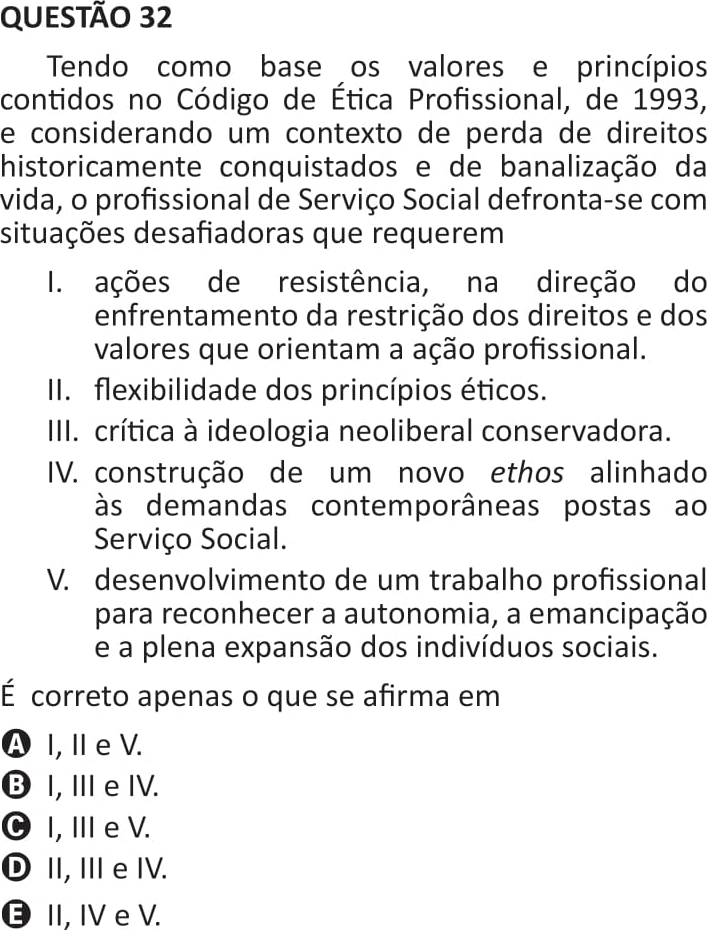 QUESTÃO 32
Tendo como base os valores e princípios
contidos no Código de Ética Profissional, de 1993,
e considerando um contexto de perda de direitos
historicamente conquistados e de banalização da
vida, o profissional de Serviço Social defronta-se com
situações desafiadoras que requerem
I. ações de resistência, na direção do
enfrentamento da restrição dos direitos e dos
valores que orientam a ação profissional.
II. flexibilidade dos princípios éticos.
III. crítica à ideologia neoliberal conservadora.
IV. construção de um novo ethos alinhado
às demandas contemporâneas postas ao
Serviço Social.
V. desenvolvimento de um trabalho profissional
para reconhecer a autonomia, a emancipação
e a plena expansão dos indivíduos sociais.
É correto apenas o que se afirma em
A I, II e V.
B I, III e IV.
C I, III e V.
D II, III e IV.
E II, IV e V.